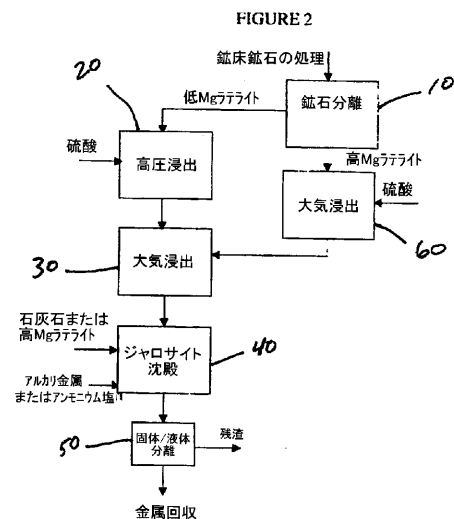 FIGURE 2
鉱床鉱石の処理
20
低Mgラテライト
鉱石分離
10
硫酸
高圧浸出
高Mgラテライト
大気浸出
硫酸
60
30
大気浸出
石灰石または
高Mgラテライト
ジャロサイト
沈殿
40
アルカリ金属
またはアンモニウム塩
50
固体/液体
分離
残渣
金属回収